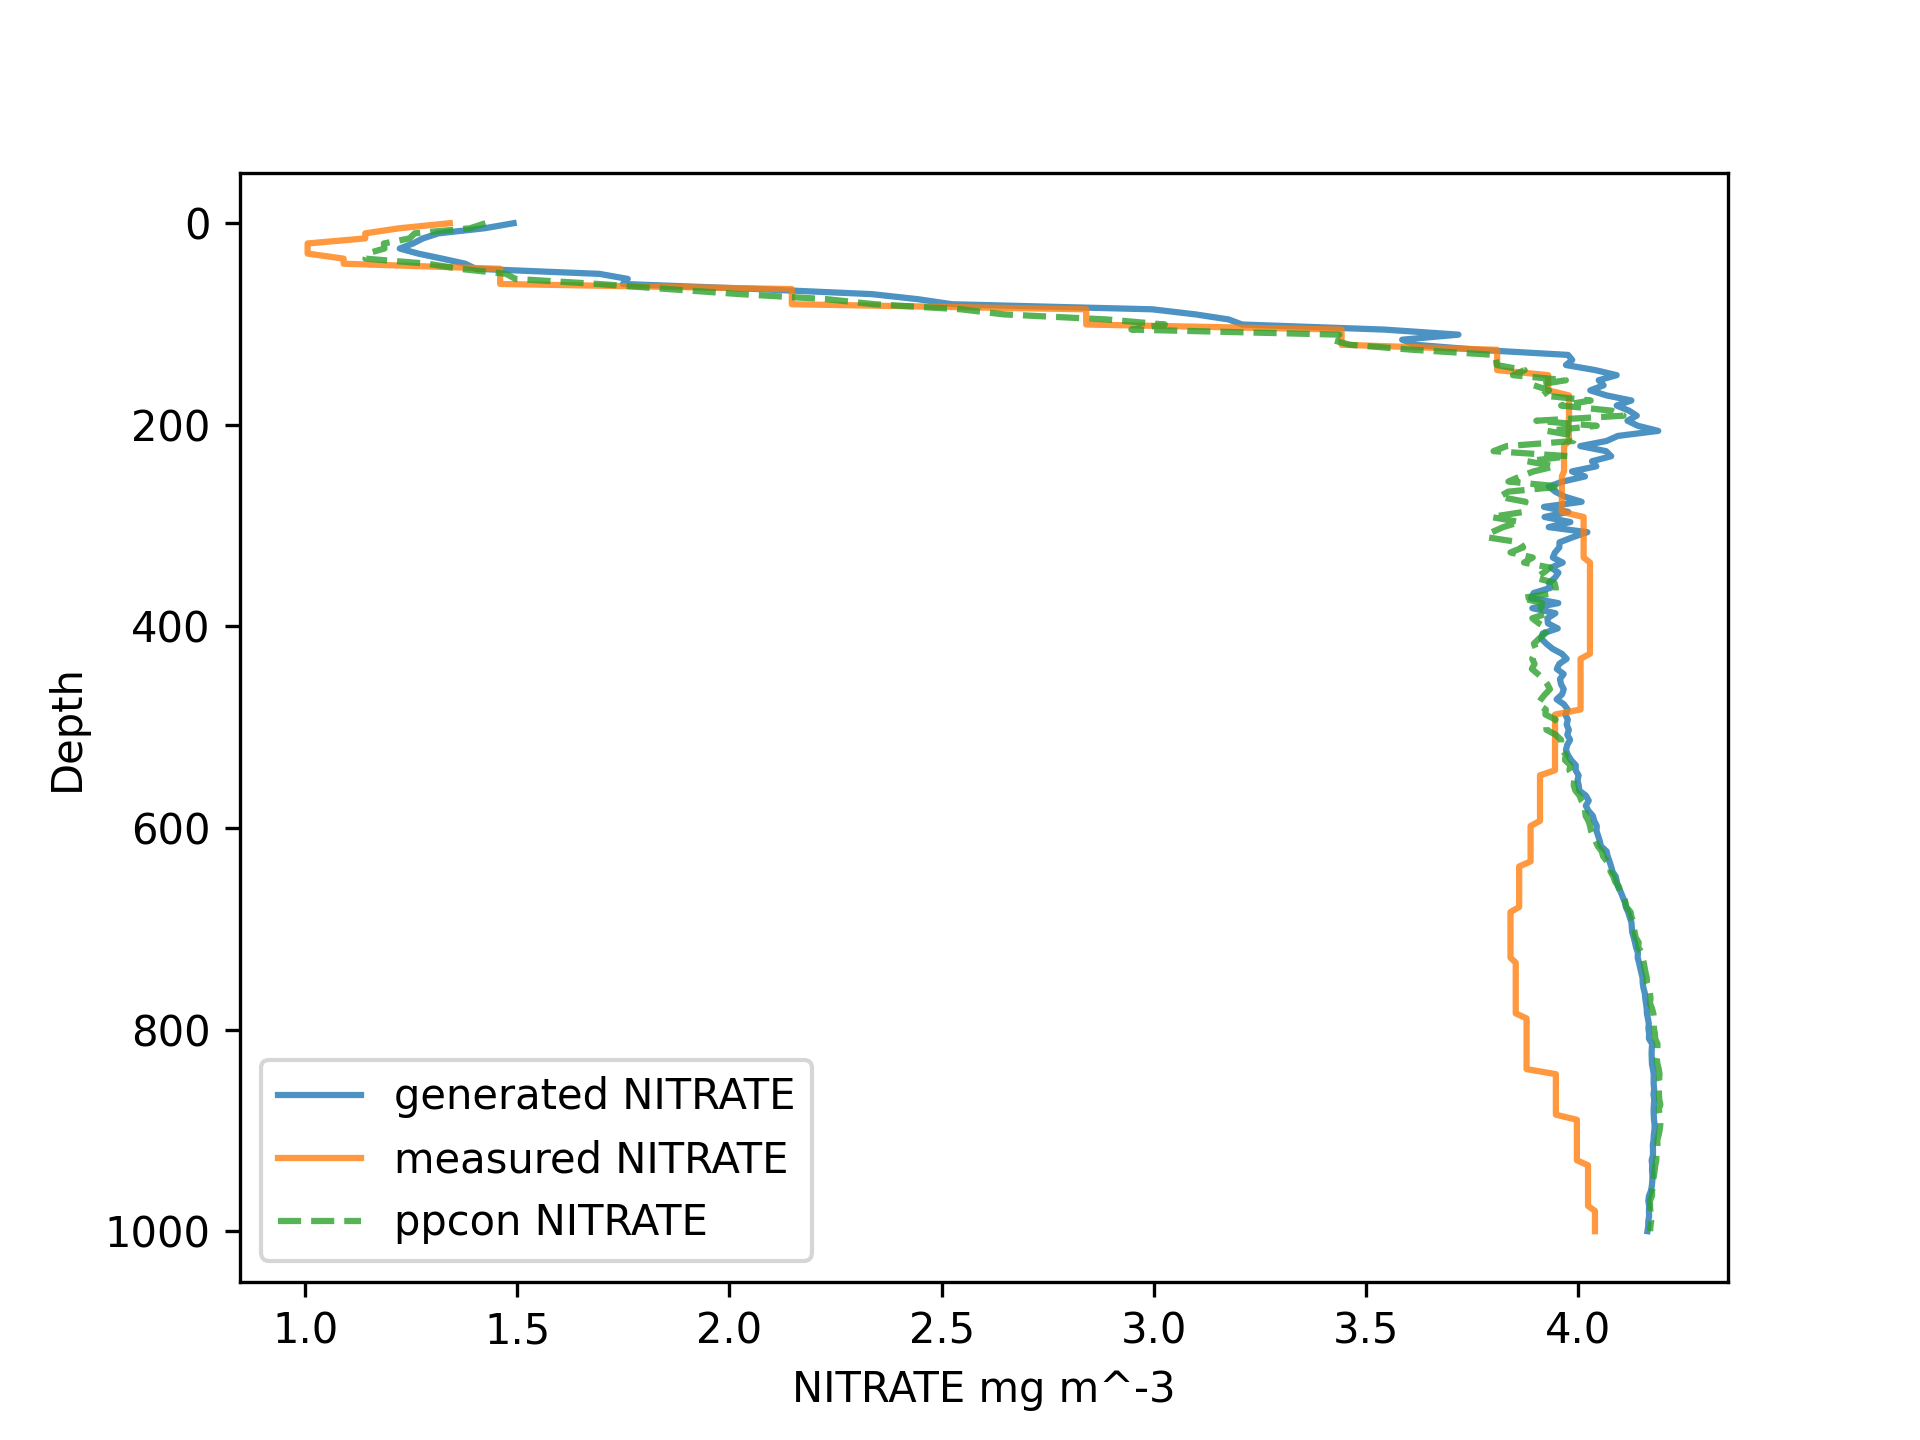 0
200
400
600
800
1000
Depth
generated NITRATE
measured NITRATE
ppcon NITRATE
1.0 1.5 2.0 2.5 3.0 3.5 4.0
NITRATE mg m^-3